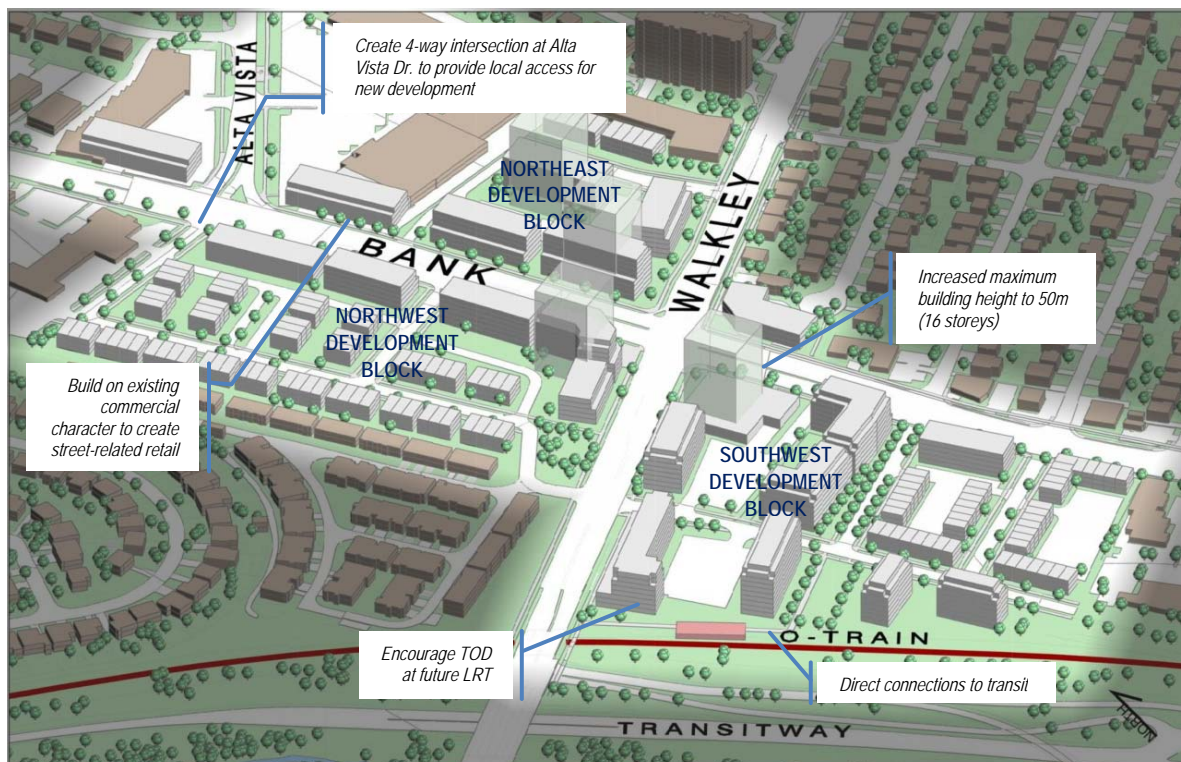 Create 4-way intersection at Alta
Vista Dr. to provide local access for
new development
ALTA VISTA
NORTHEAST
DEVELOPMENT
BLOCK
WALKLEY
BANK
Increased maximum
building height to 50m
(16 storeys)
NORTHWEST
DEVELOPMENT
BLOCK
Build on existing
commercial
character to create
street-related retail
SOUTHWEST
DEVELOPMENT
BLOCK
O-TRAIN
Encourage TOD
at future LRT
Direct connections to transit
NORTH
TRANSITWAY